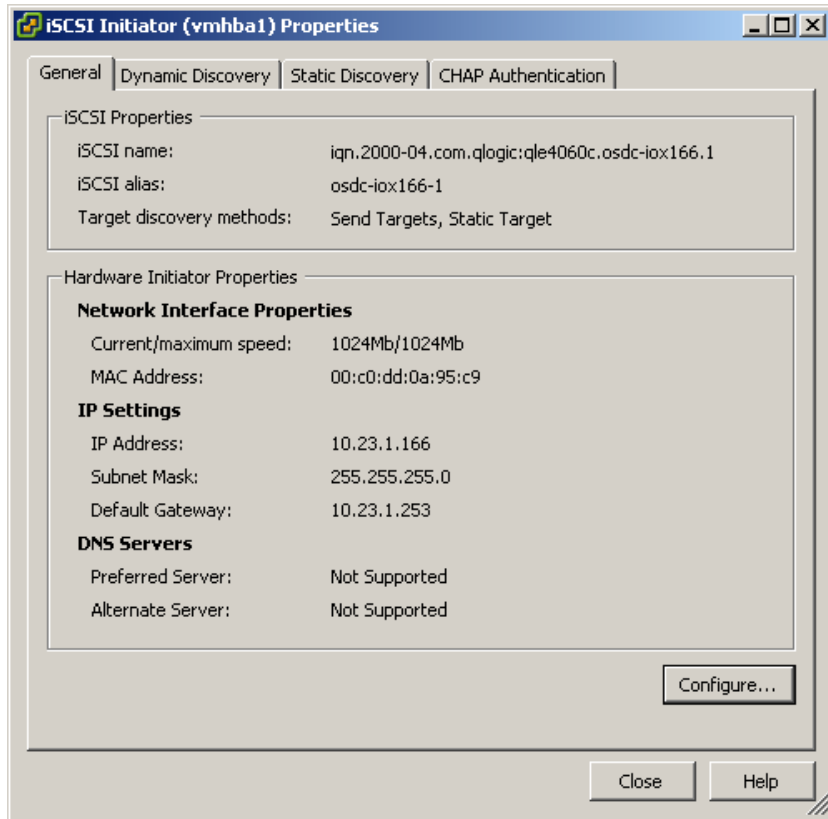 iSCSI Initiator (vmhba1) Properties
General Dynamic Discovery Static Discovery CHAP Authentication
iSCSI Properties
iSCSI name: iqn.2000-04.com.qlogic:qle4060c.osdc-iox166.1
iSCSI alias: osdc-iox166-1
Target discovery methods: Send Targets, Static Target
Hardware Initiator Properties
Network Interface Properties
Current/maximum speed: 1024Mb/1024Mb
MAC Address: 00:c0:dd:0a:95:c9
IP Settings
IP Address: 10.23.1.166
Subnet Mask: 255.255.255.0
Default Gateway: 10.23.1.253
DNS Servers
Preferred Server: Not Supported
Alternate Server: Not Supported
Configure...
Close Help